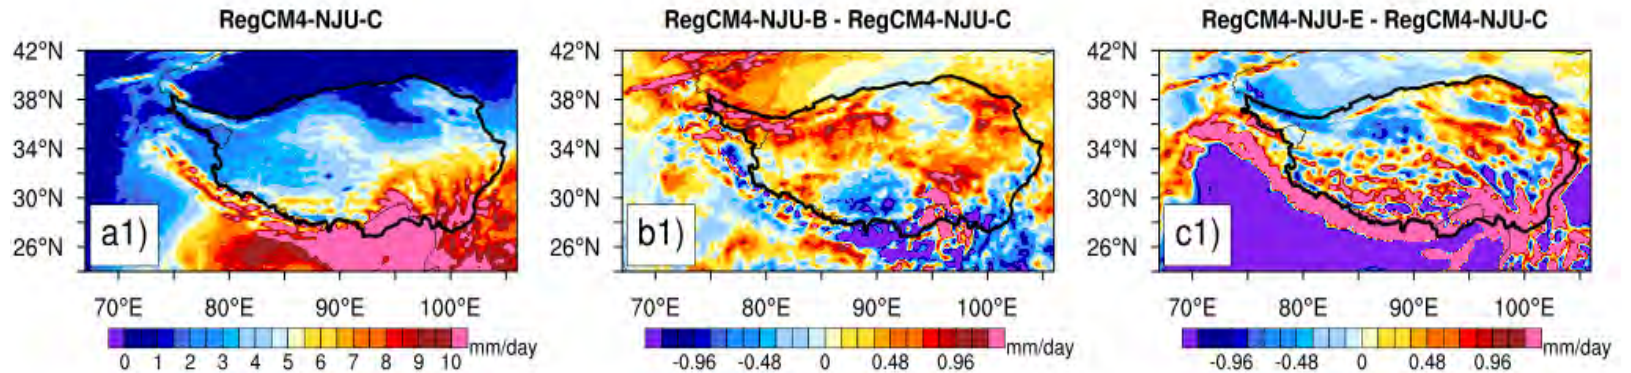 RegCM4-NJU-C
RegCM4-NJU-B - RegCM4-NJU-C
RegCM4-NJU-E - RegCM4-NJU-C
42°N
38°N
34°N
30°N
26°N
a1)
70°E 80°E 90°E 100°E
0 1 2 3 4 5 6 7 8 9 10 mm/day
42°N
38°N
34°N
30°N
26°N
b1)
70°E 80°E 90°E 100°E
-0.96 -0.48 0 0.48 0.96 mm/day
42°N
38°N
34°N
30°N
26°N
c1)
70°E 80°E 90°E 100°E
-0.96 -0.48 0 0.48 0.96 mm/day